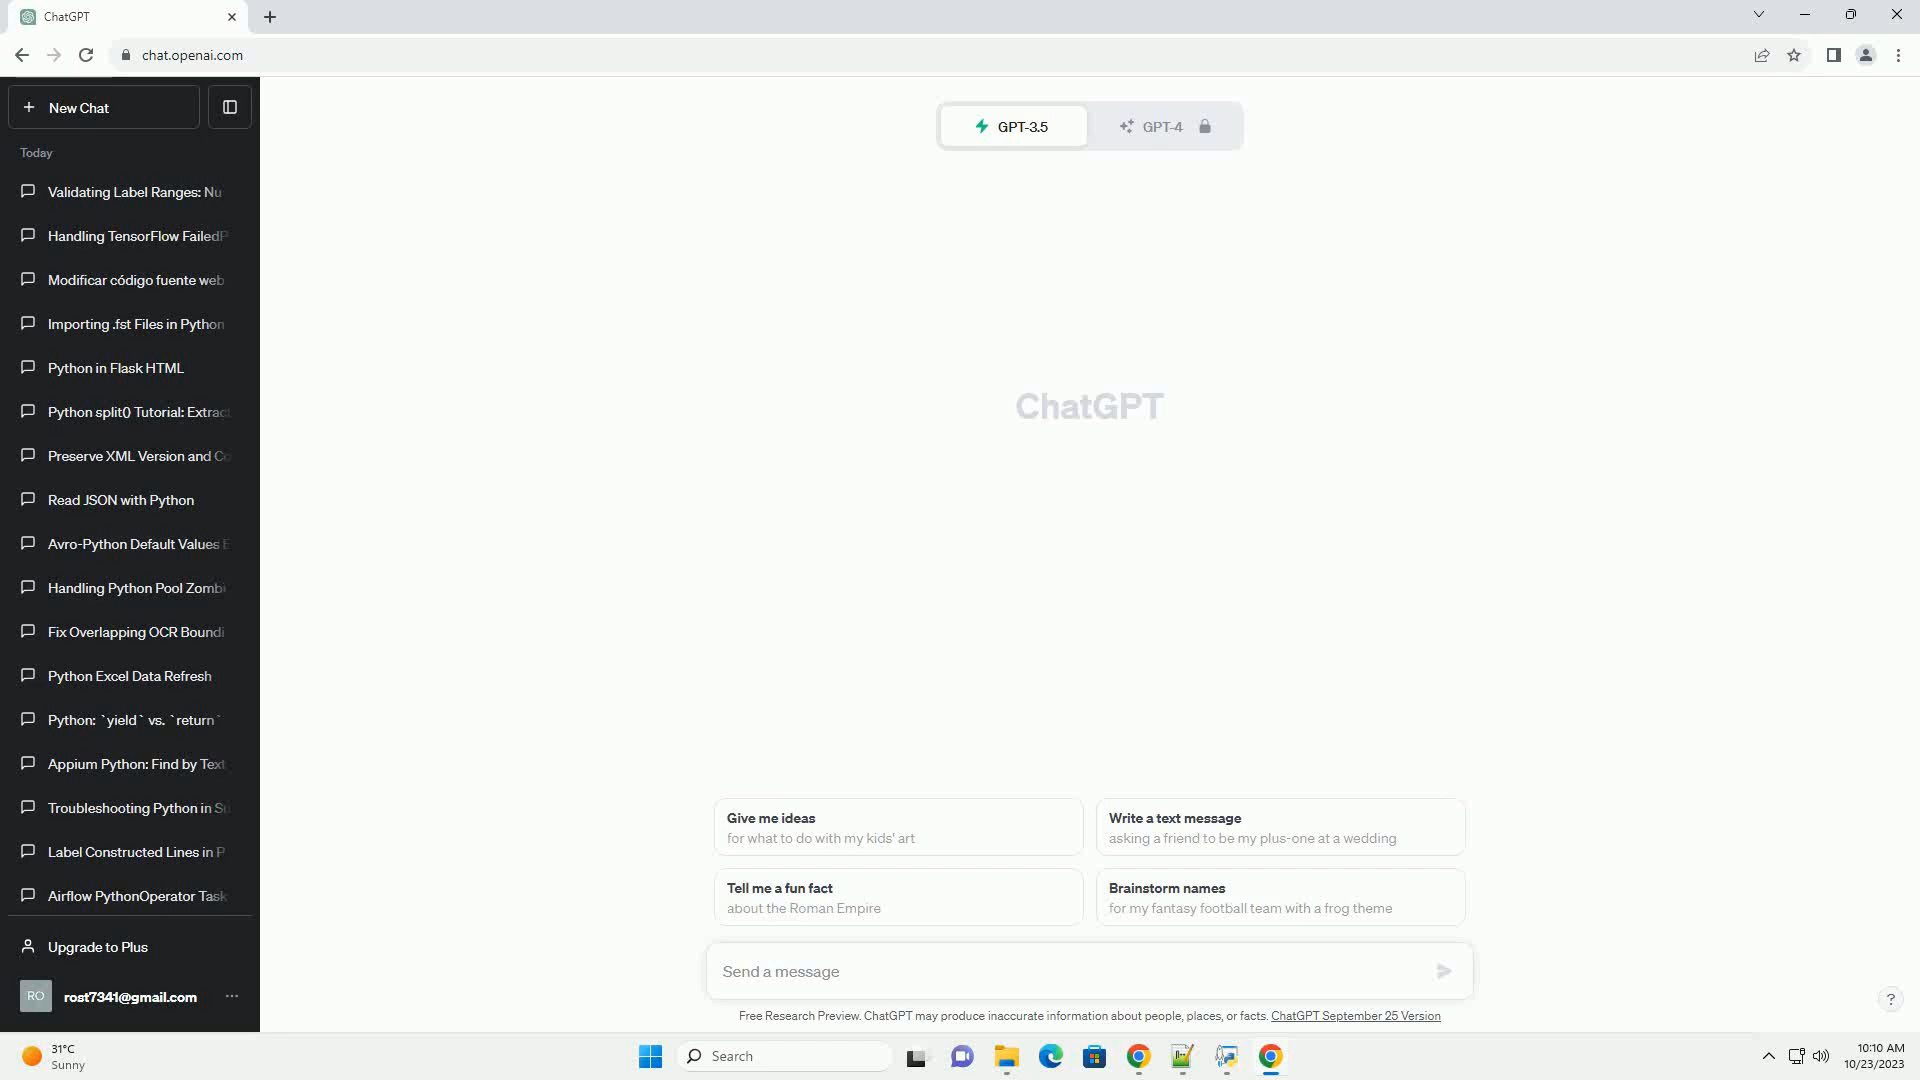 ChatGPT
chat.openai.com
New Chat
Today
Validating Label Ranges: Nu
Handling TensorFlow FailedP
Modificar código fuente web
Importing .fst Files in Python
Python in Flask HTML
Python split() Tutorial: Extrac
Preserve XML Version and Co
Read JSON with Python
Avro-Python Default Values E
Handling Python Pool Zombi
Fix Overlapping OCR Boundi
Python Excel Data Refresh
Python: `yield` vs. `return`
Appium Python: Find by Text
Troubleshooting Python in Su
Label Constructed Lines in P
Airflow PythonOperator Task
Upgrade to Plus
RO rost7341@gmail.com
GPT-3.5
GPT-4
ChatGPT
Give me ideas
for what to do with my kids' art
Write a text message
asking a friend to be my plus-one at a wedding
Tell me a fun fact
about the Roman Empire
Brainstorm names
for my fantasy football team with a frog theme
Send a message
Free Research Preview. ChatGPT may produce inaccurate information about people, places, or facts. ChatGPT September 25 Version
?
31°C
Sunny
Search
10:10 AM
10/23/2023